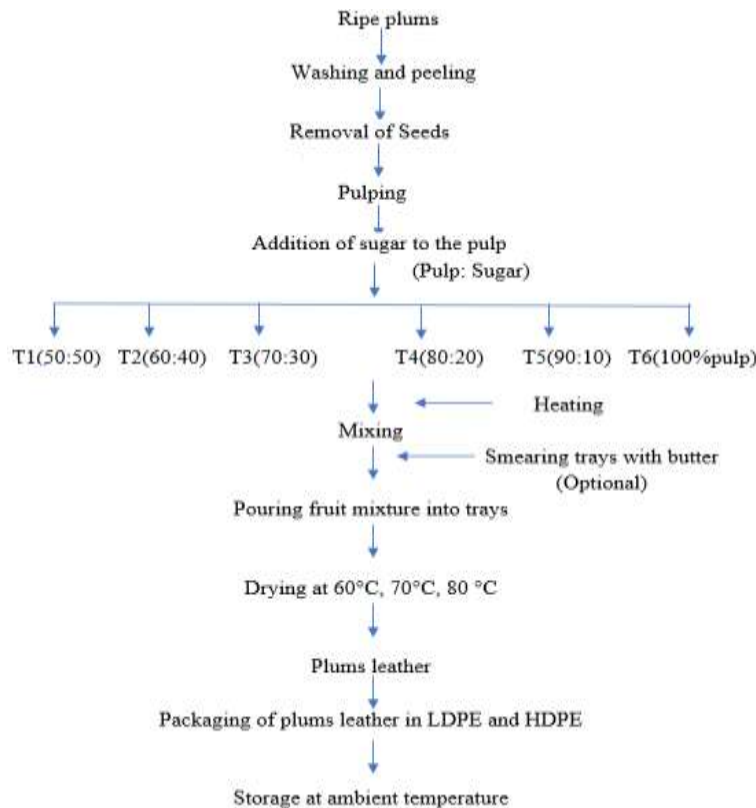 Ripe plums
Washing and peeling
Removal of Seeds
Pulping
Addition of sugar to the pulp
(Pulp: Sugar)
T1(50:50) T2(60:40) T3(70:30) T4(80:20) T5(90:10) T6(100%pulp)
Heating
Mixing
Smearing trays with butter
(Optional)
Pouring fruit mixture into trays
Drying at 60°C, 70°C, 80 °C
Plums leather
Packaging of plums leather in LDPE and HDPE
Storage at ambient temperature